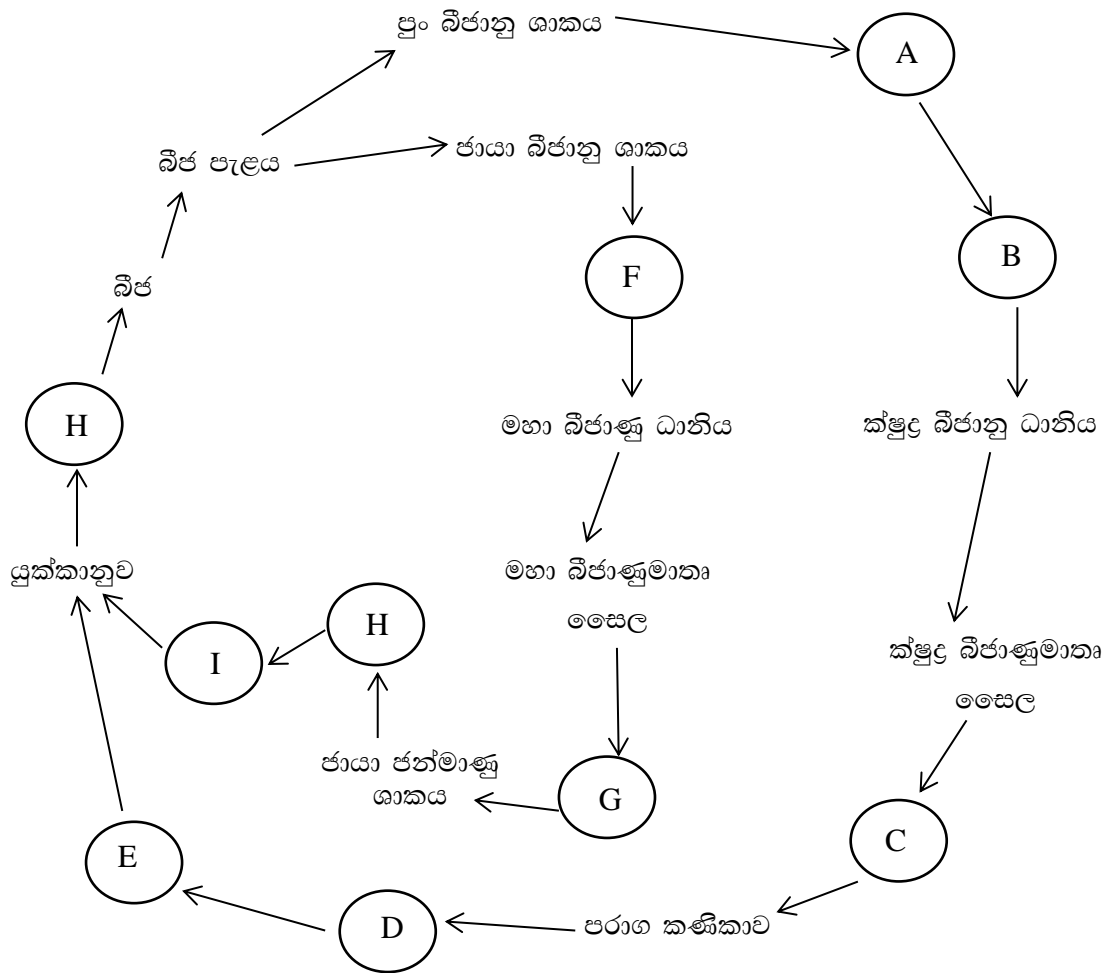 පුං බීජානු ශාකය
A
ජායා බීජානු ශාකය
බීජ පැළය
B
F
බීජ
H
මහා බීජාණු ධානිය
ක්ෂුද්‍ර බීජානු ධානිය
යුක්කානුව
මහා බීජාණුමාතෘ
සෛල
H
I
ක්ෂුද්‍ර බීජාණුමාතෘ
සෛල
ජායා ජන්මාණු
ශාකය
G
C
E
D
පරාග කණිකාව